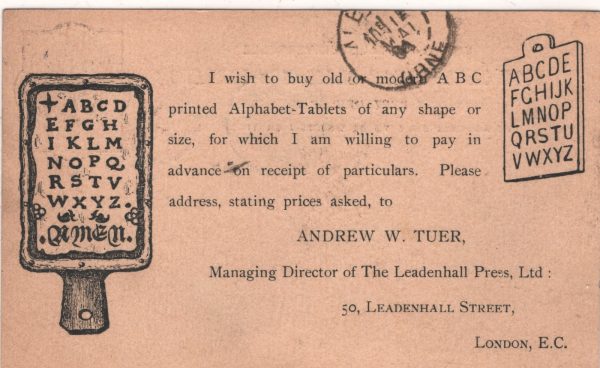 +ABCD
EFGH
IKLM
NOPQ
RSTV
WXYZ.
.AMEN.
MAI
I wish to buy old or modern A B C
printed Alphabet-Tablets of any shape or
size, for which I am willing to pay in
advance on receipt of particulars. Please
address, stating prices asked, to
ANDREW W. TUER,
Managing Director of The Leadenhall Press, Ltd :
50, LEADENHALL STREET,
LONDON, E.C.
ABCDE
FGHIJK
LMNOP
QRSTU
VWXYZ